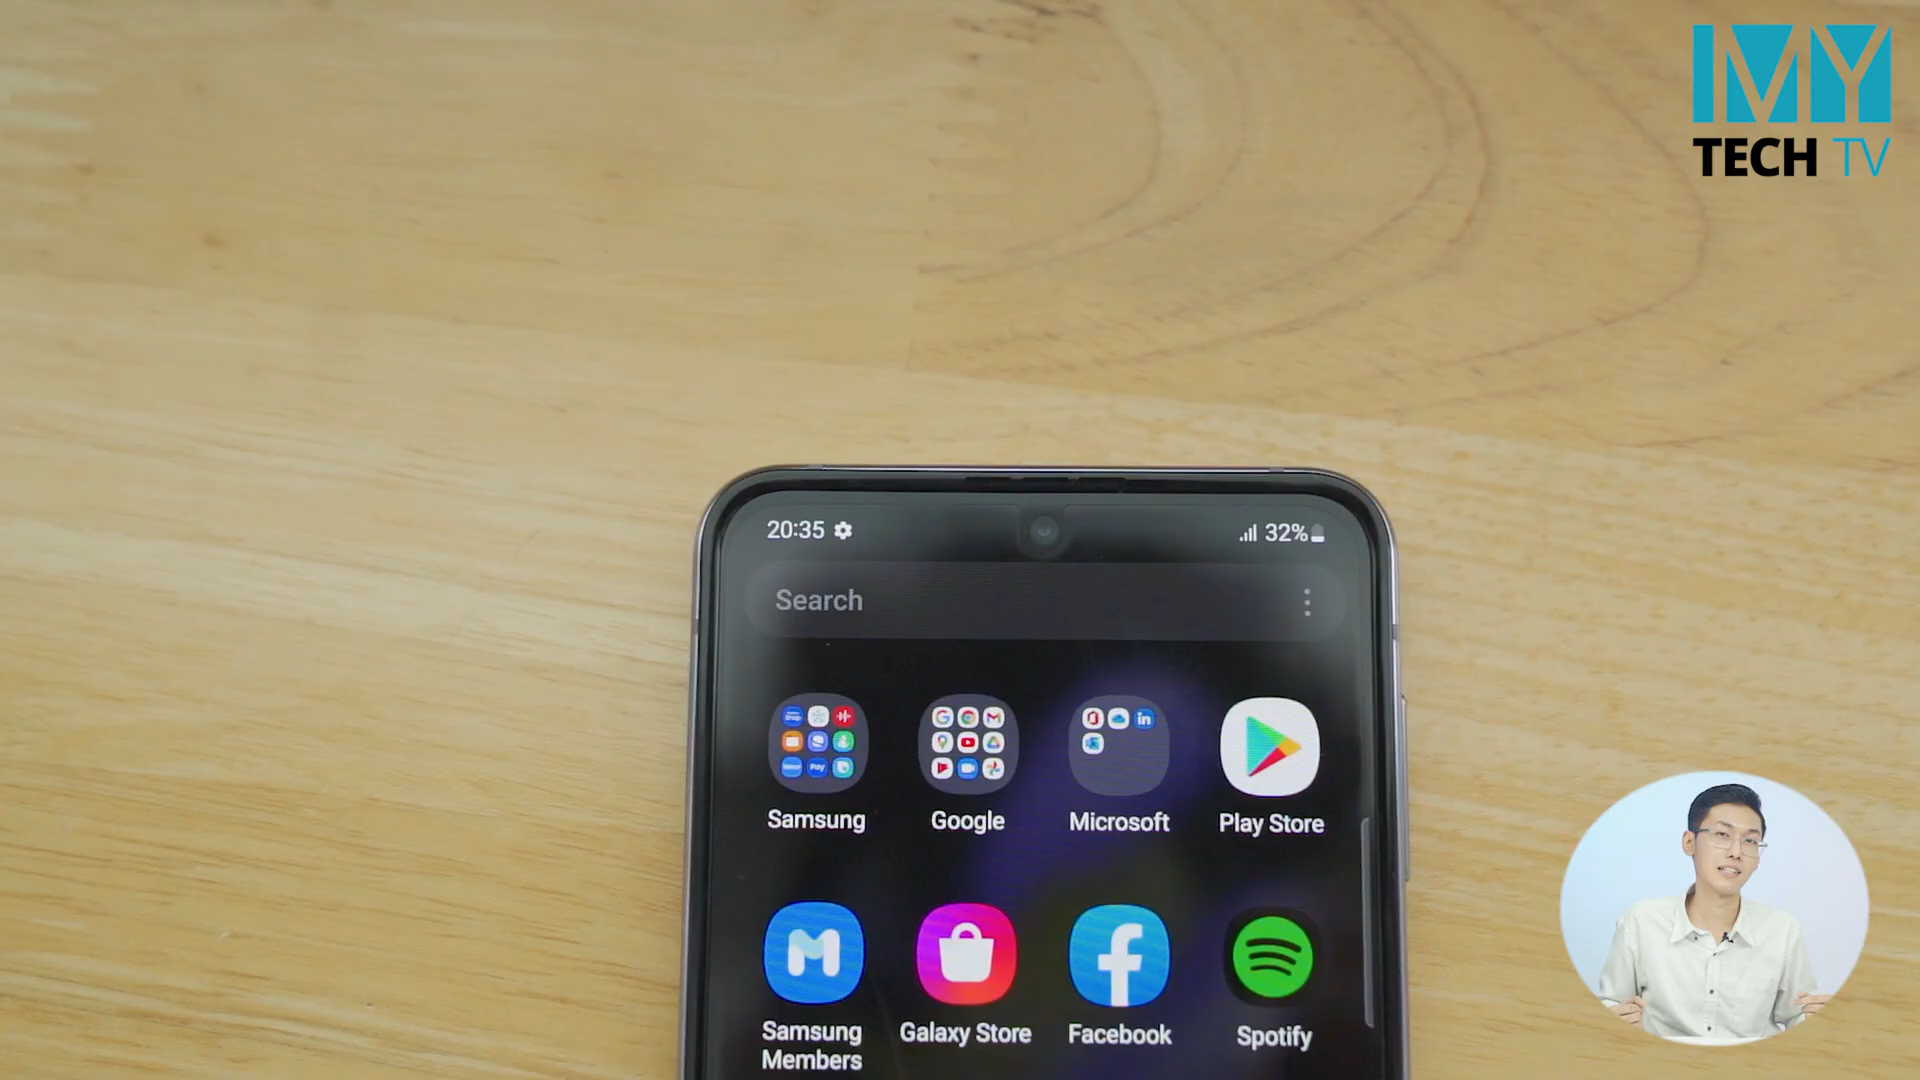 MY
TECH TV
20:35
32%
Search
Samsung
Google
Microsoft
Play Store
Samsung
Members
Galaxy Store
Facebook
Spotify